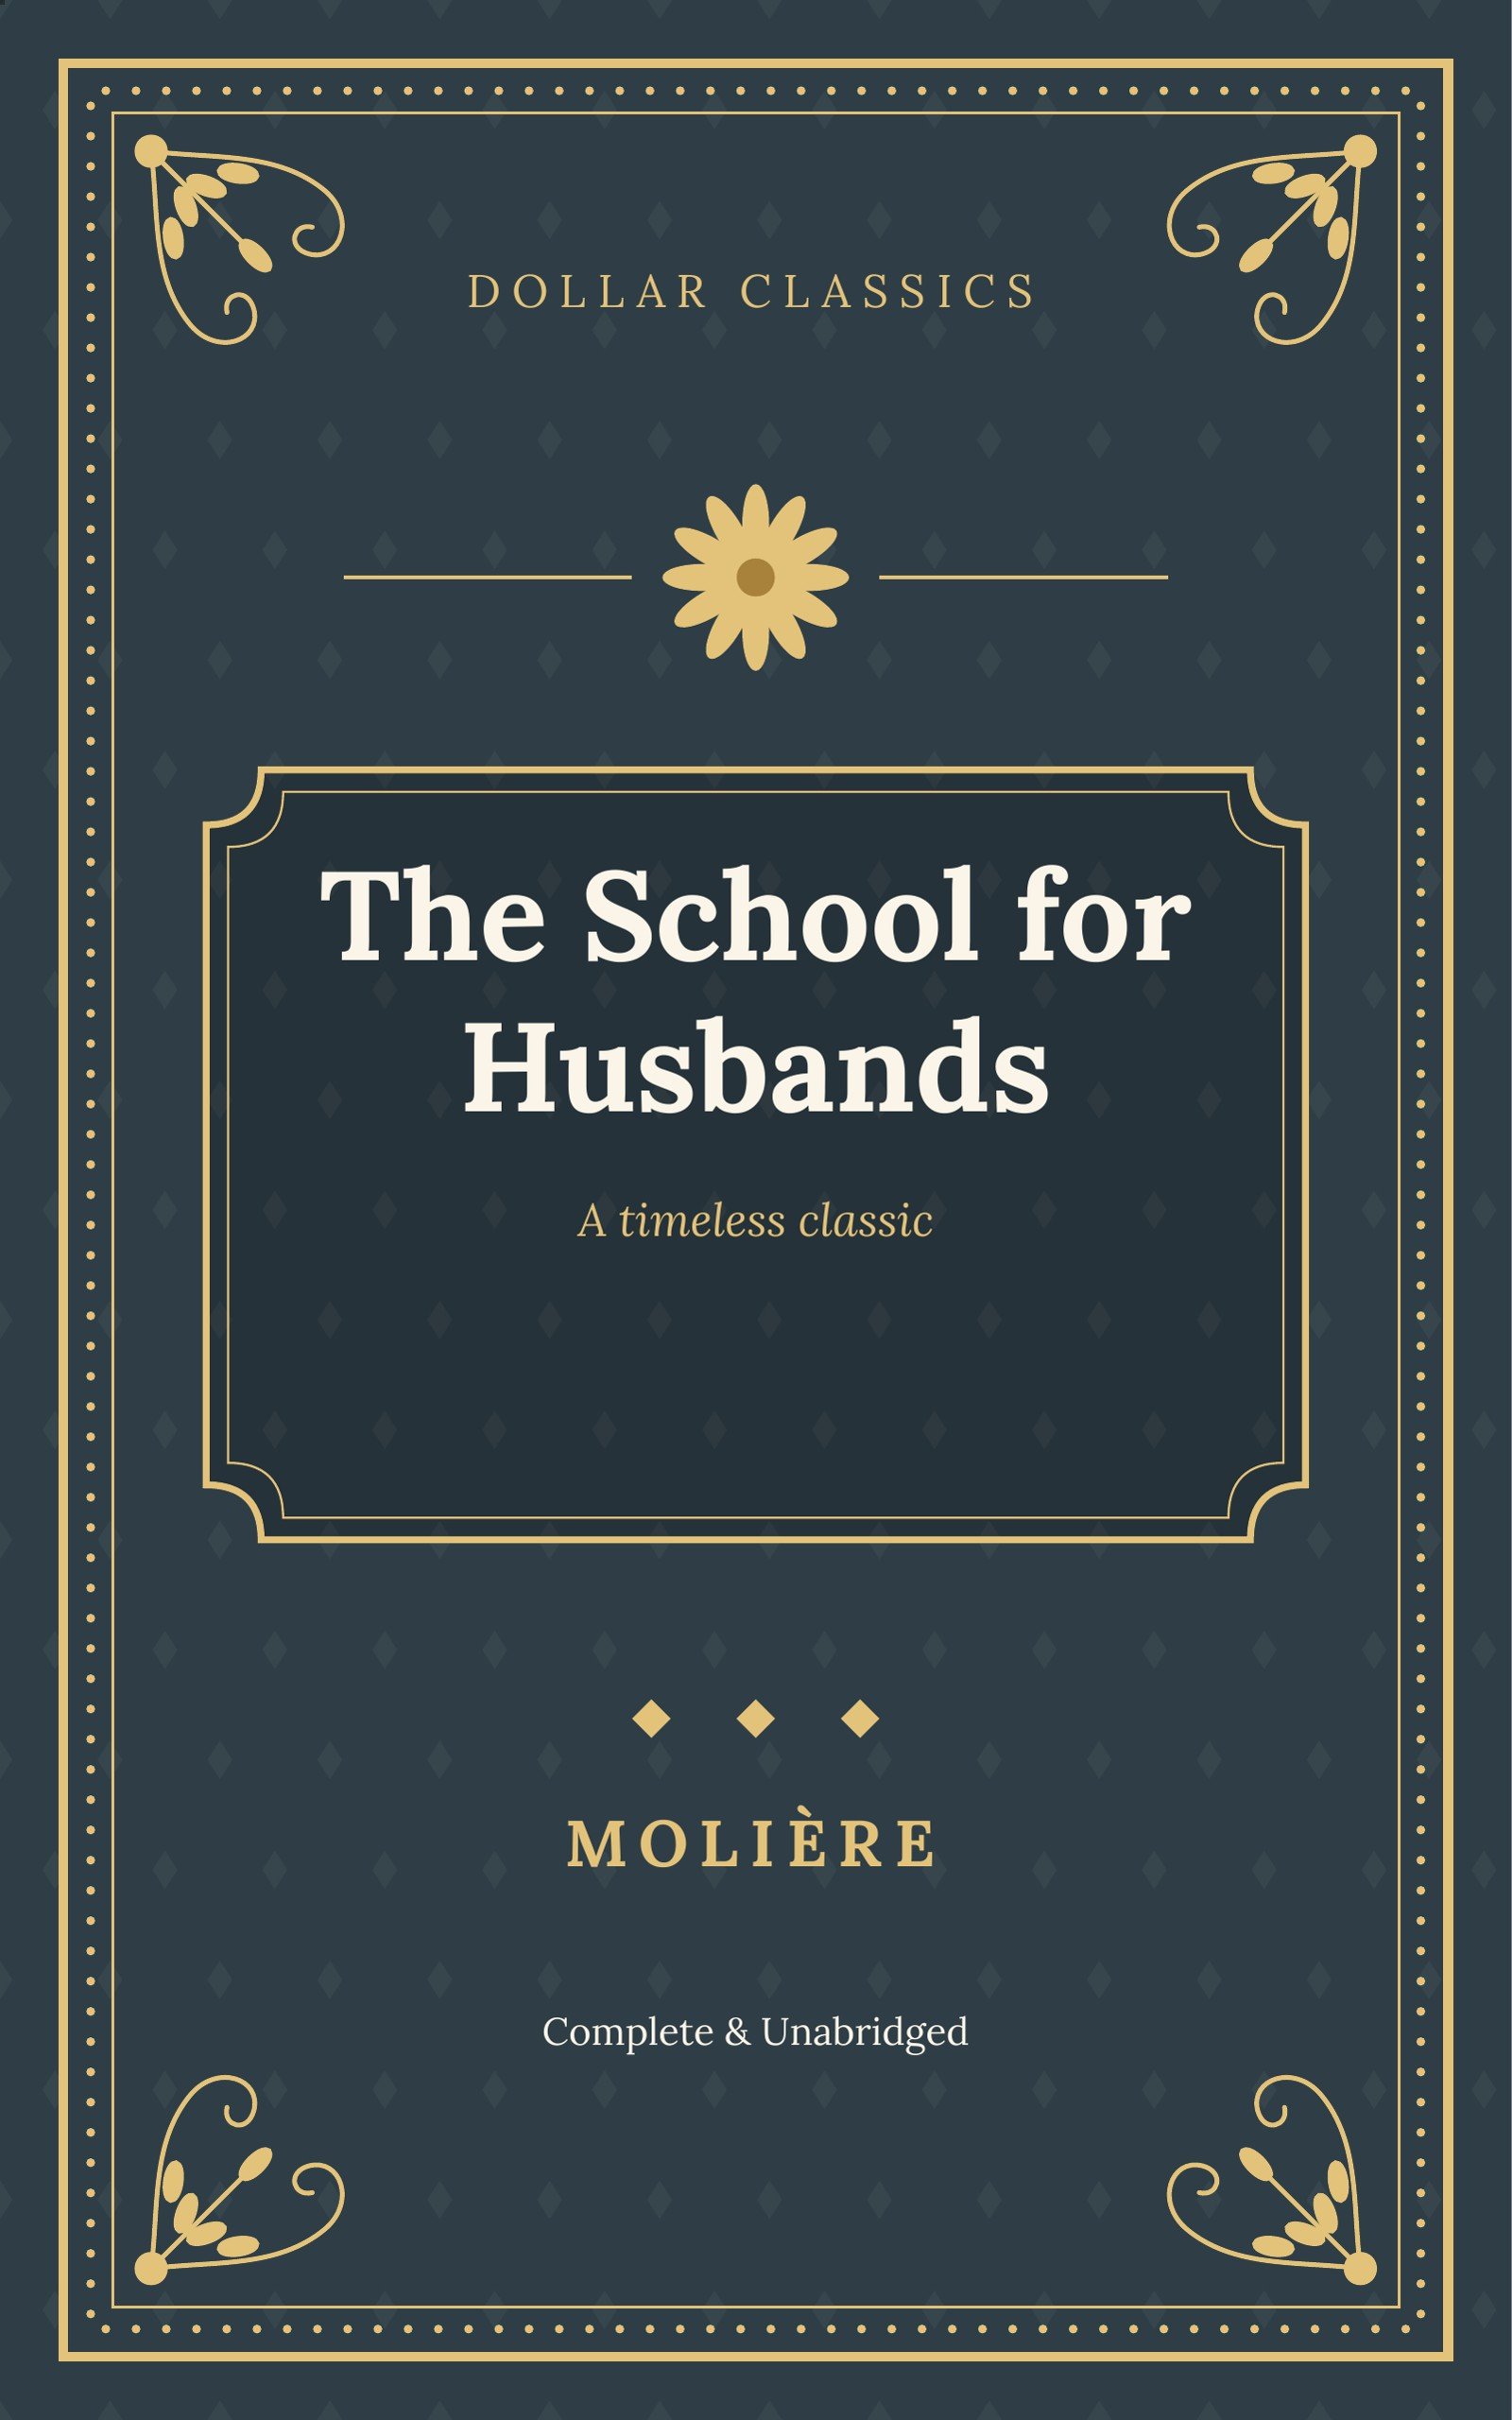 DOLLAR CLASSICS
The School for
Husbands
A timeless classic
MOLIÈRE
Complete & Unabridged